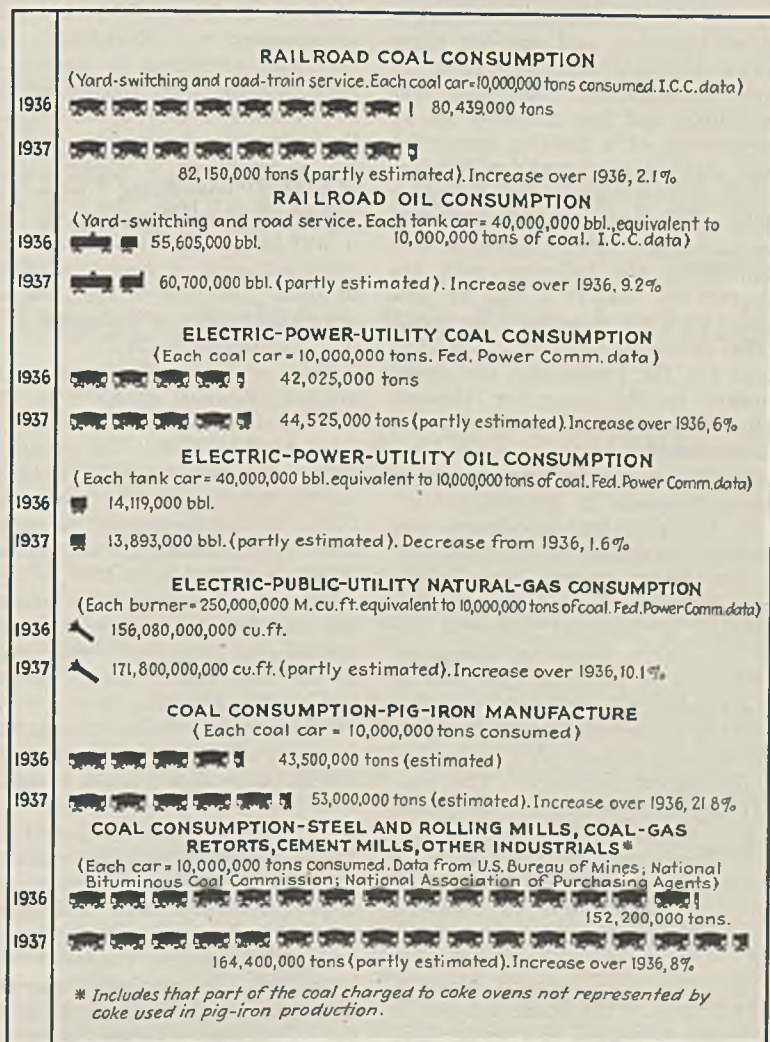 RAILROAD COAL CONSUMPTION
(Yard-switching and road-train service. Each coal car=10,000,000 tons consumed. I.C.C. data)
1936 80,439,000 tons
1937
82,150,000 tons (partly estimated). Increase over 1936, 2.1%
RAILROAD OIL CONSUMPTION
(Yard-switching and road service. Each tank car = 40,000,000 bbl., equivalent to
10,000,000 tons of coal. I.C.C. data)
1936 55,605,000 bbl.
1937 60,700,000 bbl. (partly estimated). Increase over 1936, 9.2%
ELECTRIC-POWER-UTILITY COAL CONSUMPTION
(Each coal car = 10,000,000 tons. Fed. Power Comm. data)
1936 42,025,000 tons
1937 44,525,000 tons (partly estimated). Increase over 1936, 6%
ELECTRIC-POWER-UTILITY OIL CONSUMPTION
(Each tank car = 40,000,000 bbl. equivalent to 10,000,000 tons of coal. Fed. Power Comm. data)
1936 14,119,000 bbl.
1937 13,893,000 bbl. (partly estimated). Decrease from 1936, 1.6%
ELECTRIC-PUBLIC-UTILITY NATURAL-GAS CONSUMPTION
(Each burner = 250,000,000 M. cu. ft. equivalent to 10,000,000 tons of coal. Fed. Power Comm. data)
1936 156,080,000,000 cu. ft.
1937 171,800,000,000 cu. ft. (partly estimated). Increase over 1936, 10.1%
COAL CONSUMPTION-PIG-IRON MANUFACTURE
(Each coal car = 10,000,000 tons consumed)
1936 43,500,000 tons (estimated)
1937 53,000,000 tons (estimated). Increase over 1936, 21 8%
COAL CONSUMPTION-STEEL AND ROLLING MILLS, COAL-GAS
RETORTS, CEMENT MILLS, OTHER INDUSTRIALS*
(Each car = 10,000,000 tons consumed. Data from U.S. Bureau of Mines; National
Bituminous Coal Commission; National Association of Purchasing Agents)
1936
152,200,000 tons.
1937
164,400,000 tons (partly estimated). Increase over 1936, 8%
* Includes that part of the coal charged to coke ovens not represented by
coke used in pig-iron production.